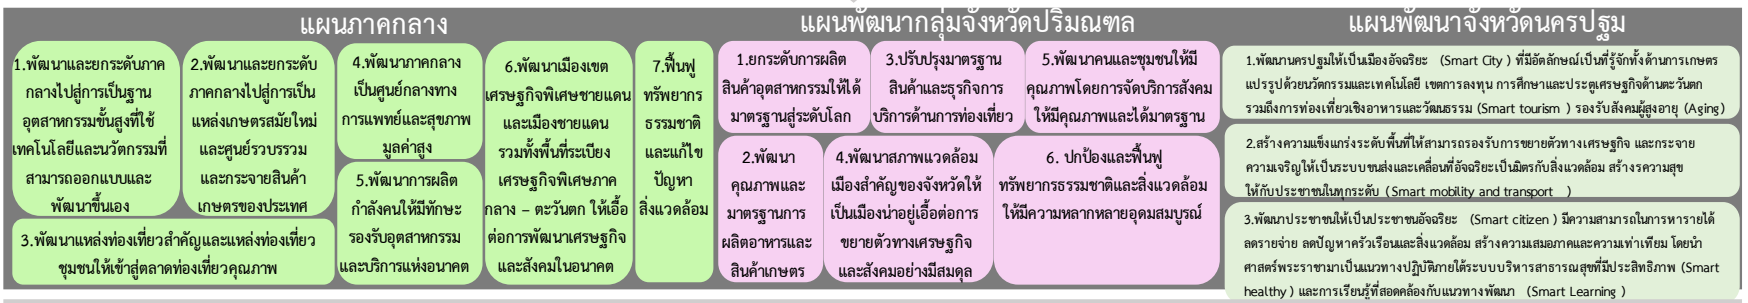 แผนภาคกลาง
1.พัฒนาและยกระดับภาค
กลางไปสู่การเป็นฐาน
อุตสาหกรรมขั้นสูงที่ใช้
เทคโนโลยีและนวัตกรรมที่
สามารถออกแบบและ
พัฒนาขึ้นเอง
2.พัฒนาและยกระดับ
ภาคกลางไปสู่การเป็น
แหล่งเกษตรสมัยใหม่
และศูนย์รวบรวม
และกระจายสินค้า
เกษตรของประเทศ
3.พัฒนาแหล่งท่องเที่ยวสำคัญและแหล่งท่องเที่ยว
ชุมชนให้เข้าสู่ตลาดท่องเที่ยวคุณภาพ
4.พัฒนาภาคกลาง
เป็นศูนย์กลางทาง
การแพทย์และสุขภาพ
มูลค่าสูง
5.พัฒนาการผลิต
กำลังคนให้มีทักษะ
รองรับอุตสาหกรรม
และบริการแห่งอนาคต
6.พัฒนาเมืองเขต
เศรษฐกิจพิเศษชายแดน
และเมืองชายแดน
รวมทั้งพื้นที่ระเบียง
เศรษฐกิจพิเศษภาค
กลาง – ตะวันตก ให้เอื้อ
ต่อการพัฒนาเศรษฐกิจ
และสังคมในอนาคต
7.ฟื้นฟู
ทรัพยากร
ธรรมชาติ
และแก้ไข
ปัญหา
สิ่งแวดล้อม
แผนพัฒนากลุ่มจังหวัดปริมณฑล
1.ยกระดับการผลิต
สินค้าอุตสาหกรรมให้ได้
มาตรฐานสู่ระดับโลก
2.พัฒนา
คุณภาพและ
มาตรฐานการ
ผลิตอาหารและ
สินค้าเกษตร
3.ปรับปรุงมาตรฐาน
สินค้าและธุรกิจการ
บริการด้านการท่องเที่ยว
4.พัฒนาสภาพแวดล้อม
เมืองสำคัญของจังหวัดให้
เป็นเมืองน่าอยู่เอื้อต่อการ
ขยายตัวทางเศรษฐกิจ
และสังคมอย่างมีสมดุล
5.พัฒนาคนและชุมชนให้มี
คุณภาพโดยการจัดบริการสังคม
ให้มีคุณภาพและได้มาตรฐาน
6. ปกป้องและฟื้นฟู
ทรัพยากรธรรมชาติและสิ่งแวดล้อม
ให้มีความหลากหลายอุดมสมบูรณ์
แผนพัฒนาจังหวัดนครปฐม
1.พัฒนานครปฐมให้เป็นเมืองอัจฉริยะ (Smart City ) ที่มีอัตลักษณ์เป็นที่รู้จักทั้งด้านการเกษตร
แปรรูปด้วยนวัตกรรมและเทคโนโลยี เขตการลงทุน การศึกษาและประตูเศรษฐกิจด้านตะวันตก
รวมถึงการท่องเที่ยวเชิงอาหารและวัฒนธรรม (Smart tourism ) รองรับสังคมผู้สูงอายุ (Aging)
2.สร้างความแข็งแกร่งระดับพื้นที่ให้สามารถรองรับการขยายตัวทางเศรษฐกิจ และกระจาย
ความเจริญให้เป็นระบบขนส่งและเคลื่อนที่อัจฉริยะเป็นมิตรกับสิ่งแวดล้อม สร้างรความสุข
ให้กับประชาชนในทุกระดับ (Smart mobility and transport )
3.พัฒนาประชาชนให้เป็นประชาชนอัจฉริยะ (Smart citizen ) มีความสามารถในการหารายได้
ลดรายจ่าย ลดปัญหาครัวเรือนและสิ่งแวดล้อม สร้างความเสมอภาคและความเท่าเทียม โดยนำ
ศาสตร์พระราชามาเป็นแนวทางปฏิบัติภายใต้ระบบบริหารสาธารณสุขที่มีประสิทธิภาพ (Smart
healthy ) และการเรียนรู้ที่สอดคล้องกับแนวทางพัฒนา (Smart Learning )